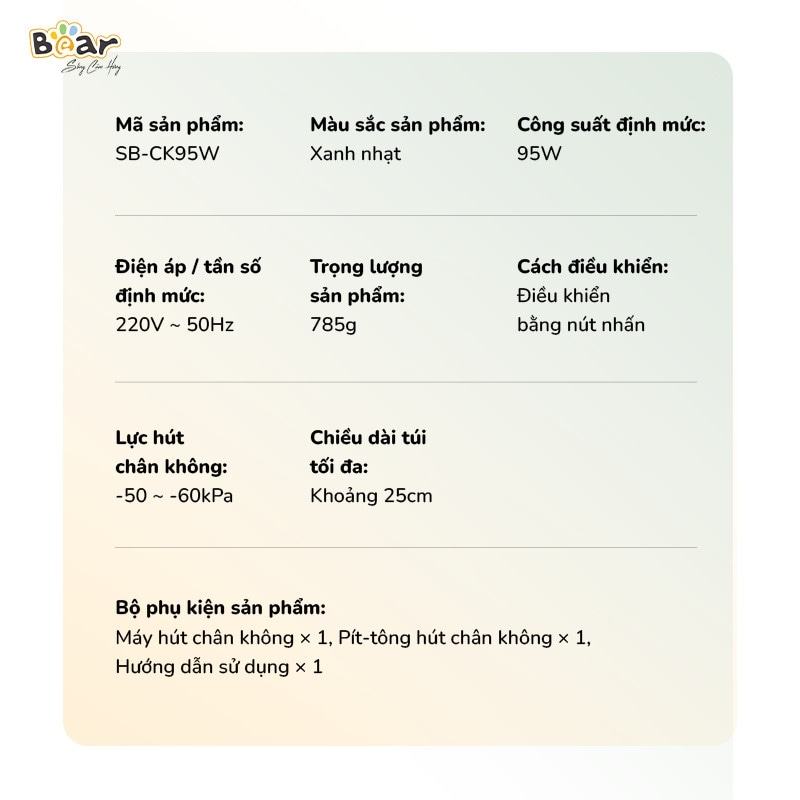 Bear
Mã sản phẩm:
SB-CK95W
Màu sắc sản phẩm:
Xanh nhạt
Công suất định mức:
95W
Điện áp / tần số
định mức:
220V ~ 50Hz
Trọng lượng
sản phẩm:
785g
Cách điều khiển:
Điều khiển
bằng nút nhấn
Lực hút
chân không:
-50 ~ -60kPa
Chiều dài túi
tối đa:
Khoảng 25cm
Bộ phụ kiện sản phẩm:
Máy hút chân không × 1, Pít-tông hút chân không × 1,
Hướng dẫn sử dụng × 1